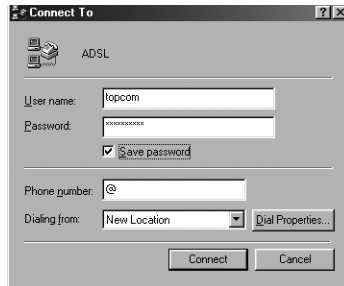 Connect To
ADSL
User name: topcom
Password: **********
Save password
Phone number: @
Dialing from: New Location Dial Properties...
Connect Cancel